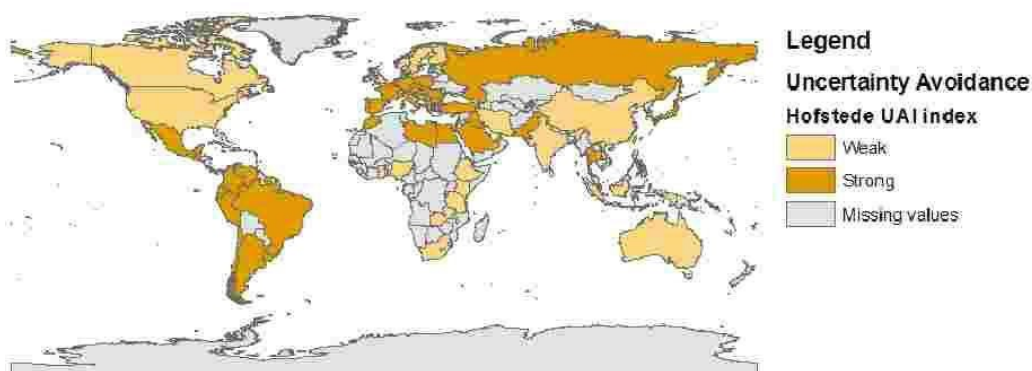 Legend
Uncertainty Avoidance
Hofstede UAI index
Weak
Strong
Missing values